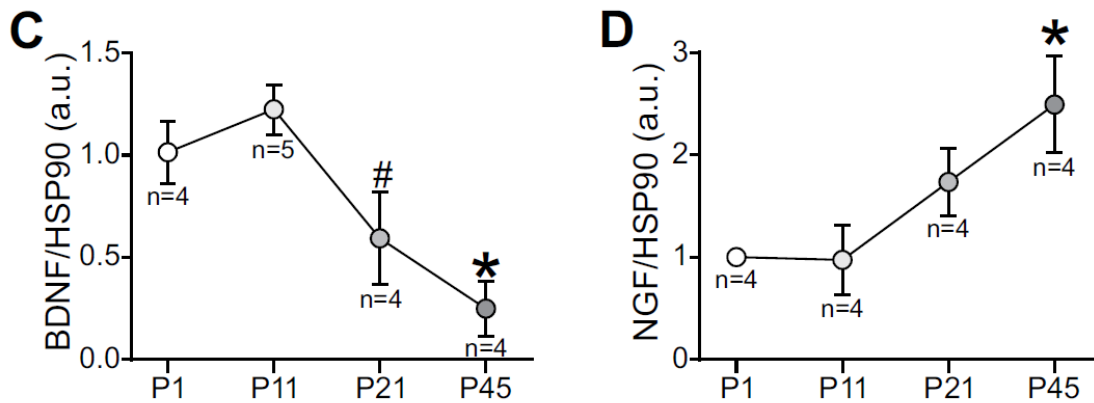 C
BDNF/HSP90 (a.u.)
1.5
1.0
0.5
0.0
n=4
n=5
#
n=4
*
n=4
P1 P11 P21 P45
D
NGF/HSP90 (a.u.)
3
2
1
0
n=4
n=4
n=4
*
n=4
P1 P11 P21 P45